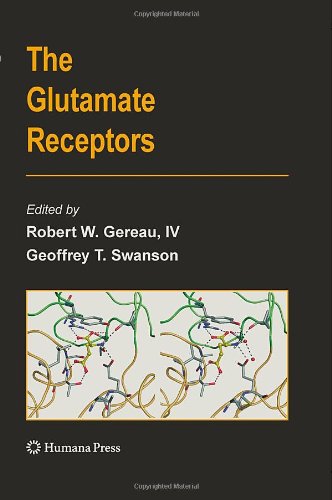 The
Glutamate
Receptors
Edited by
Robert W. Gereau, IV
Geoffrey T. Swanson
Humana Press